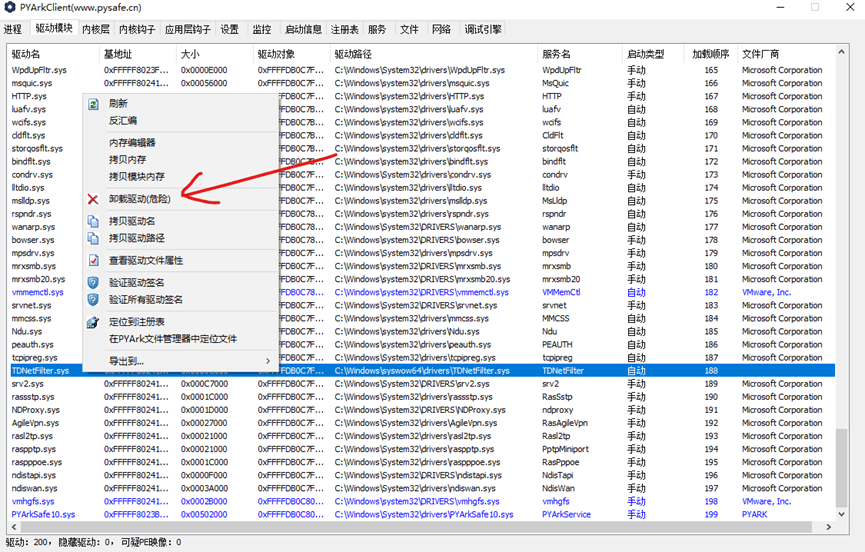 PYArkClient(www.pysafe.cn)
进程 驱动模块 内核层 内核钩子 应用层钩子 设置 监控 启动信息 注册表 服务 文件 网络 调试引擎
驱动名 基地址 大小 驱动对象 驱动路径 服务名 启动类型 加载顺序 文件厂商
WpdUpFltr.sys 0xFFFFF8023F... 0x0000E000 0xFFFFDB0C7F... C:\Windows\System32\drivers\WpdUpFltr.sys WpdUpFltr 手动 165 Microsoft Corporation
msquic.sys 0xFFFFF80241... 0x00056000 0xFFFFDB0C7F... C:\Windows\System32\drivers\msquic.sys MsQuic 手动 166 Microsoft Corporation
HTTP.sys C:\Windows\System32\drivers\HTTP.sys HTTP 手动 167 Microsoft Corporation
luafv.sys C:\Windows\System32\drivers\luafv.sys luafv 自动 168 Microsoft Corporation
wcifs.sys C:\Windows\System32\drivers\wcifs.sys wcifs 自动 169 Microsoft Corporation
cldflt.sys C:\Windows\System32\drivers\cldflt.sys CldFlt 自动 170 Microsoft Corporation
storqosflt.sys C:\Windows\System32\drivers\storqosflt.sys storqosflt 自动 171 Microsoft Corporation
bindflt.sys C:\Windows\System32\drivers\bindflt.sys bindflt 自动 172 Microsoft Corporation
condrv.sys C:\Windows\System32\drivers\condrv.sys condrv 手动 173 Microsoft Corporation
lltdio.sys C:\Windows\System32\drivers\lltdio.sys lltdio 自动 174 Microsoft Corporation
mslldp.sys C:\Windows\System32\drivers\mslldp.sys MsLldp 自动 175 Microsoft Corporation
rspndr.sys C:\Windows\System32\drivers\rspndr.sys rspndr 自动 176 Microsoft Corporation
wanarp.sys C:\Windows\System32\DRIVERS\wanarp.sys wanarp 手动 177 Microsoft Corporation
bowser.sys C:\Windows\System32\DRIVERS\bowser.sys bowser 手动 178 Microsoft Corporation
mpsdrv.sys C:\Windows\System32\drivers\mpsdrv.sys mpsdrv 手动 179 Microsoft Corporation
mrxsmb.sys C:\Windows\System32\DRIVERS\mrxsmb.sys mrxsmb 手动 180 Microsoft Corporation
mrxsmb20.sys C:\Windows\System32\DRIVERS\mrxsmb20.sys mrxsmb20 手动 181 Microsoft Corporation
vmmemctl.sys C:\Windows\System32\DRIVERS\vmmemctl.sys VMMemCtl 自动 182 VMware, Inc.
srvnet.sys C:\Windows\System32\DRIVERS\srvnet.sys srvnet 手动 183 Microsoft Corporation
mmcss.sys C:\Windows\System32\drivers\mmcss.sys MMCSS 自动 184 Microsoft Corporation
Ndu.sys C:\Windows\System32\drivers\Ndu.sys Ndu 自动 185 Microsoft Corporation
peauth.sys C:\Windows\System32\drivers\peauth.sys PEAUTH 自动 186 Microsoft Corporation
tcpipreg.sys C:\Windows\System32\drivers\tcpipreg.sys tcpipreg 自动 187 Microsoft Corporation
TDNetFilter.sys C:\Windows\syswow64\drivers\TDNetFilter.sys TDNetFilter 自动 188
srv2.sys 0xFFFFF80241... 0x000C7000 0xFFFFDB0C7F... C:\Windows\System32\DRIVERS\srv2.sys srv2 手动 189 Microsoft Corporation
rassstp.sys 0xFFFFF80241... 0x0001C000 0xFFFFDB0C7F... C:\Windows\System32\drivers\rassstp.sys RasSstp 手动 190 Microsoft Corporation
NDProxy.sys 0xFFFFF80241... 0x0001D000 0xFFFFDB0C7F... C:\Windows\System32\DRIVERS\NDProxy.sys ndproxy 手动 191 Microsoft Corporation
AgileVpn.sys 0xFFFFF80241... 0x00027000 0xFFFFDB0C7F... C:\Windows\System32\drivers\AgileVpn.sys RasAgileVpn 手动 192 Microsoft Corporation
rasl2tp.sys 0xFFFFF80241... 0x00021000 0xFFFFDB0C7F... C:\Windows\System32\drivers\rasl2tp.sys Rasl2tp 手动 193 Microsoft Corporation
raspptp.sys 0xFFFFF80241... 0x00021000 0xFFFFDB0C7F... C:\Windows\System32\drivers\raspptp.sys PptpMiniport 手动 194 Microsoft Corporation
raspppoe.sys 0xFFFFF80241... 0x0001C000 0xFFFFDB0C7F... C:\Windows\System32\drivers\raspppoe.sys RasPppoe 手动 195 Microsoft Corporation
ndistapi.sys 0xFFFFF80241... 0x0000F000 0xFFFFDB0C7F... C:\Windows\System32\DRIVERS\ndistapi.sys NdisTapi 手动 196 Microsoft Corporation
ndiswan.sys 0xFFFFF80241... 0x0003A000 0xFFFFDB0C7F... C:\Windows\System32\drivers\ndiswan.sys NdisWan 手动 197 Microsoft Corporation
vmhgfs.sys 0xFFFFF80241... 0x0002B000 0xFFFFDB0C80... C:\Windows\System32\DRIVERS\vmhgfs.sys vmhgfs 手动 198 VMware, Inc.
PYArkSafe10.sys 0xFFFFF8023B... 0x00502000 0xFFFFDB0C80... C:\Windows\System32\drivers\PYArkSafe10.sys PYArkService 手动 199 PYARK
刷新
反汇编
内存编辑器
拷贝内存
拷贝模块内存
卸载驱动(危险)
拷贝驱动名
拷贝驱动路径
查看驱动文件属性
验证驱动签名
验证所有驱动签名
定位到注册表
在PYArk文件管理器中定位文件
导出到...
驱动: 200, 隐藏驱动: 0, 可疑PE映像: 0